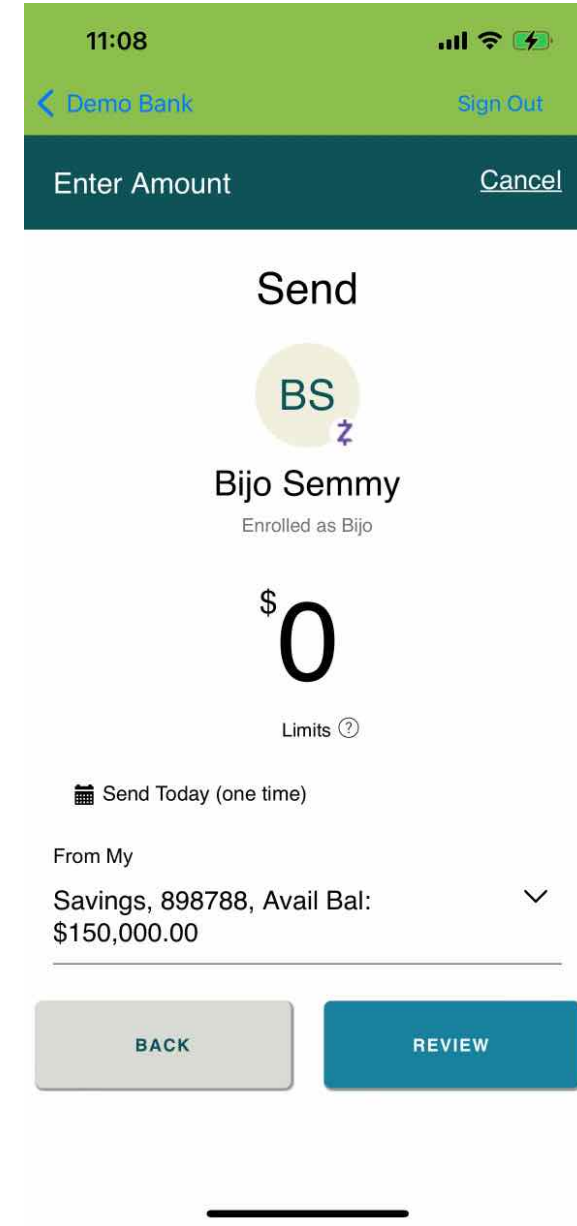 11:08
Demo Bank Sign Out
Enter Amount Cancel
Send
BS
Bijo Semmy
Enrolled as Bijo
$0
Limits ?
Send Today (one time)
From My
Savings, 898788, Avail Bal:
$150,000.00
BACK REVIEW